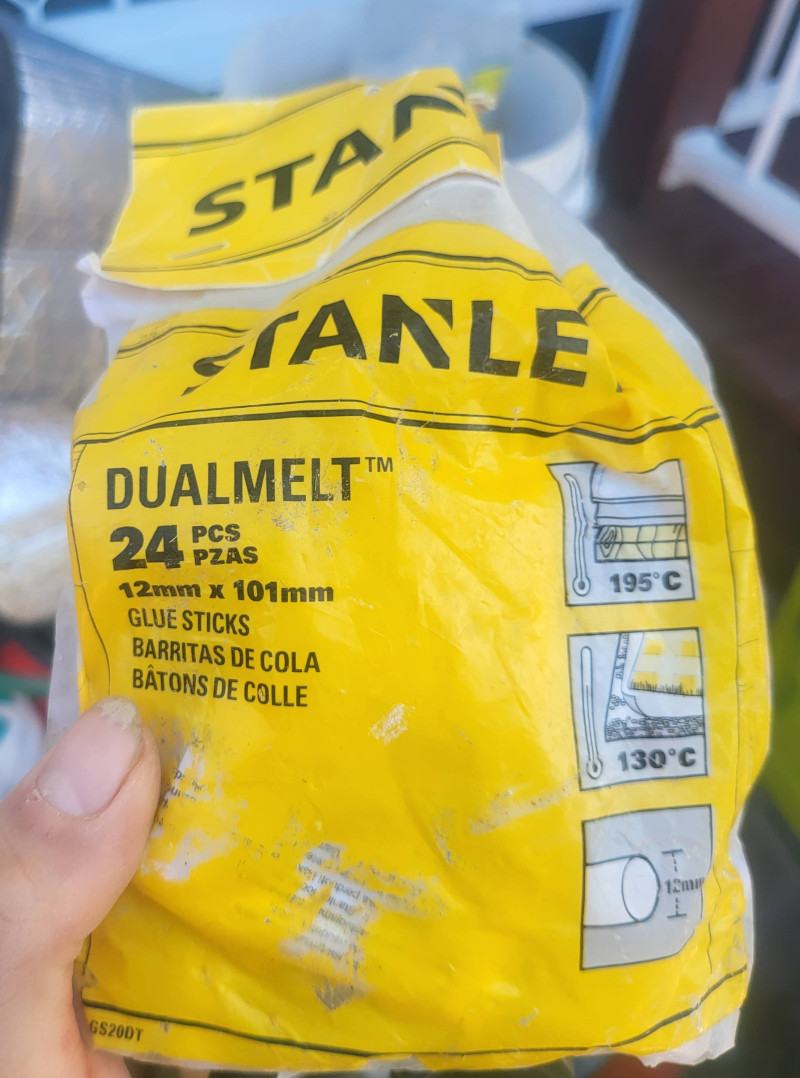 STAN
STANLE
DUALMELT™
24 PCS
PZAS
12mm x 101mm
GLUE STICKS
BARRITAS DE COLA
BÂTONS DE COLLE
195°C
130°C
12mm
GS20DT